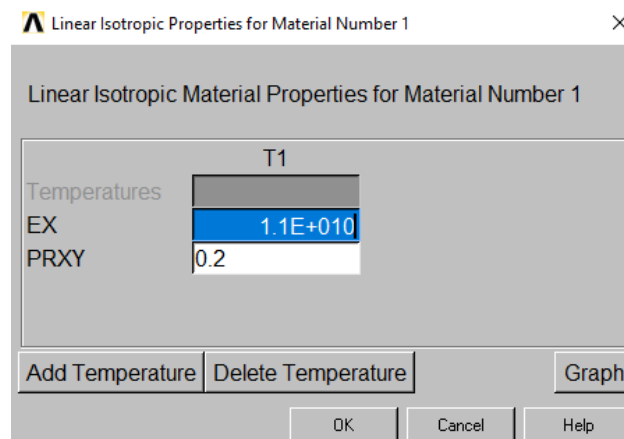 Linear Isotropic Properties for Material Number 1
Linear Isotropic Material Properties for Material Number 1
T1
Temperatures
EX 1.1E+010
PRXY 0.2
Add Temperature Delete Temperature Graph
OK Cancel Help